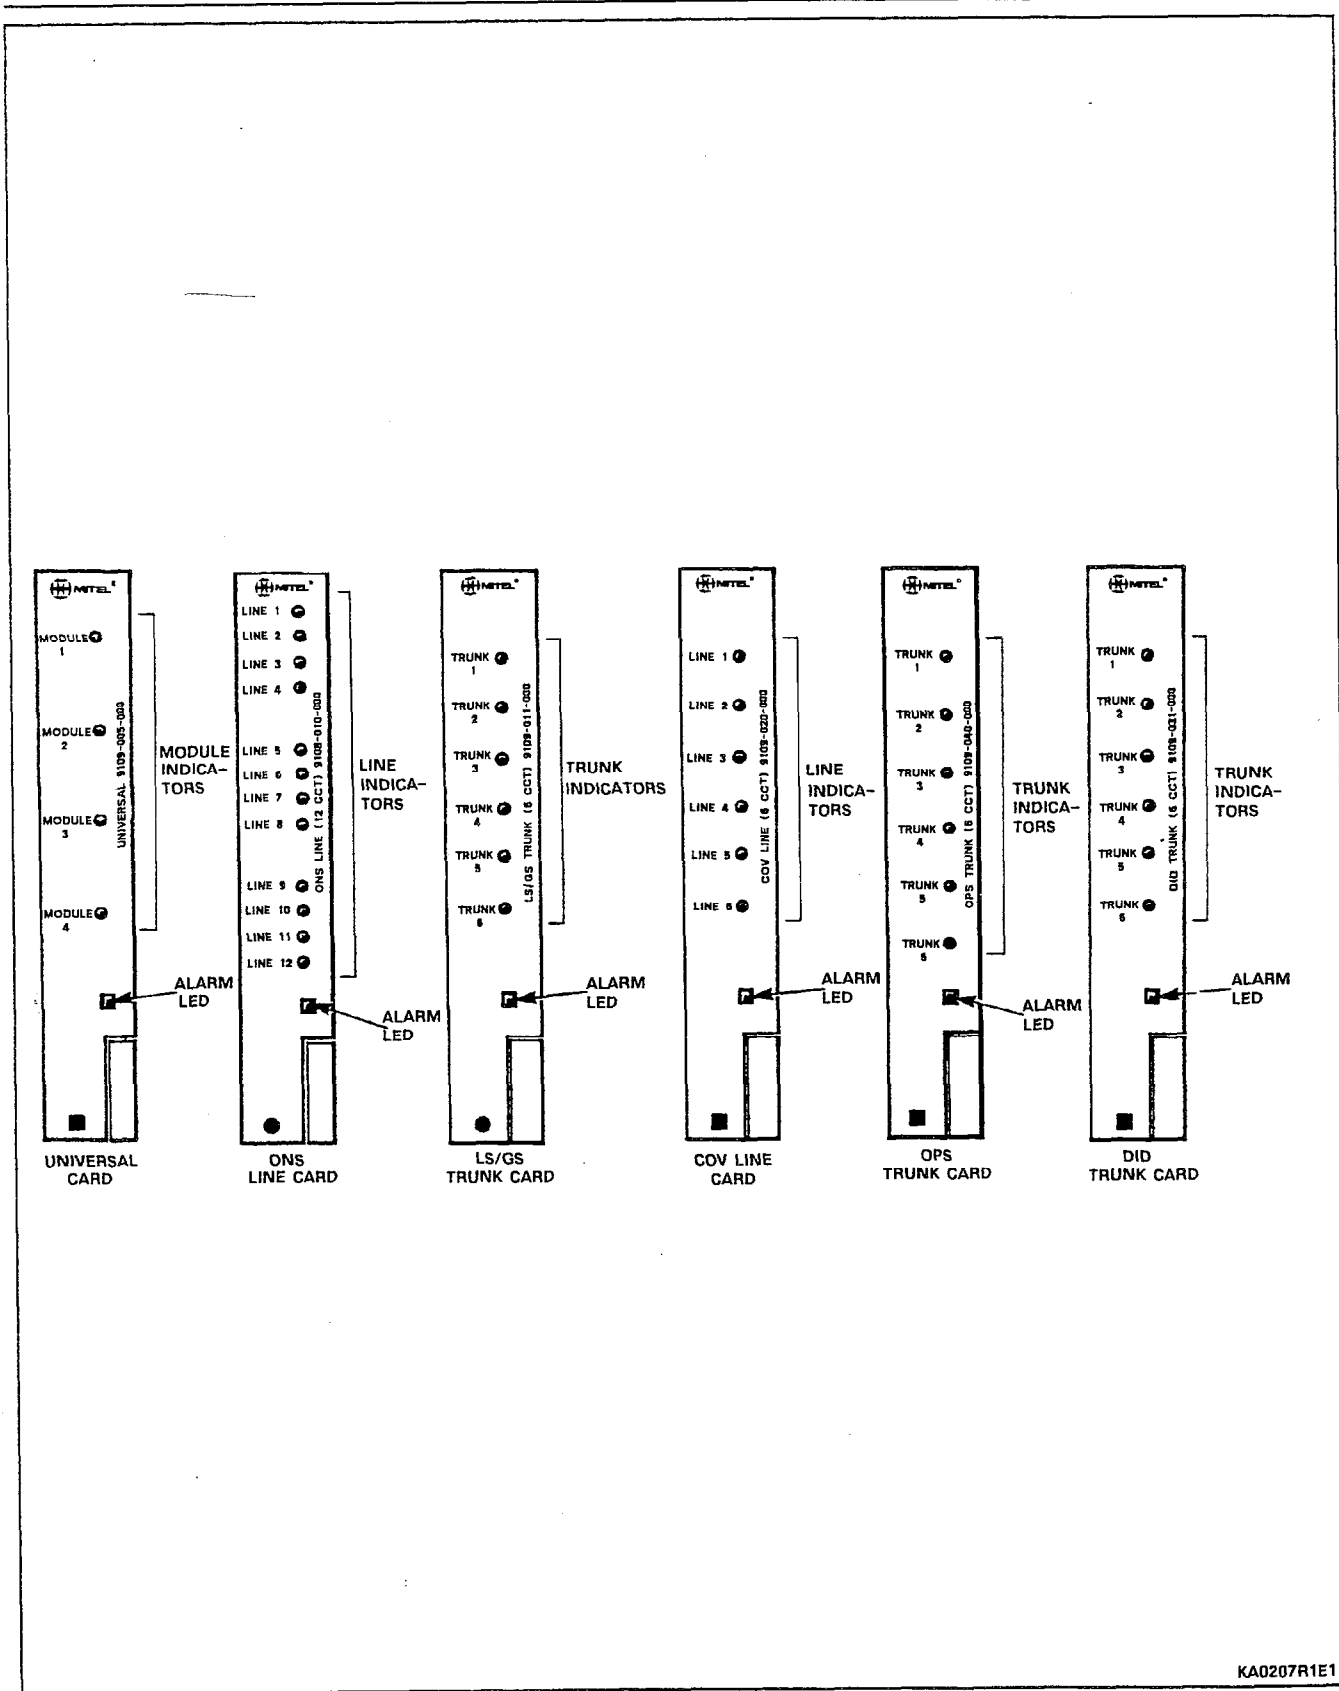 MITEL
MODULE
1
MODULE
2
MODULE
3
MODULE
4
UNIVERSAL 9109-005-000
MODULE
INDICA-
TORS
ALARM
LED
UNIVERSAL
CARD
MITEL
LINE 1
LINE 2
LINE 3
LINE 4
LINE 5
LINE 6
LINE 7
LINE 8
LINE 9
LINE 10
LINE 11
LINE 12
ONS LINE (12 CCT) 9108-010-000
LINE
INDICA-
TORS
ALARM
LED
ONS
LINE CARD
MITEL
TRUNK
1
TRUNK
2
TRUNK
3
TRUNK
4
TRUNK
5
TRUNK
6
LS/GS TRUNK (6 CCT) 9109-011-000
TRUNK
INDICATORS
ALARM
LED
LS/GS
TRUNK CARD
MITEL
LINE 1
LINE 2
LINE 3
LINE 4
LINE 5
LINE 6
COV LINE (6 CCT) 9109-020-000
LINE
INDICA-
TORS
ALARM
LED
COV LINE
CARD
MITEL
TRUNK
1
TRUNK
2
TRUNK
3
TRUNK
4
TRUNK
5
TRUNK
6
OPS TRUNK (6 CCT) 9109-040-000
TRUNK
INDICA-
TORS
ALARM
LED
OPS
TRUNK CARD
MITEL
TRUNK
1
TRUNK
2
TRUNK
3
TRUNK
4
TRUNK
5
TRUNK
6
DID TRUNK (6 CCT)
TRUNK
INDICA-
TORS
ALARM
LED
DID
TRUNK CARD
KA0207R1E1